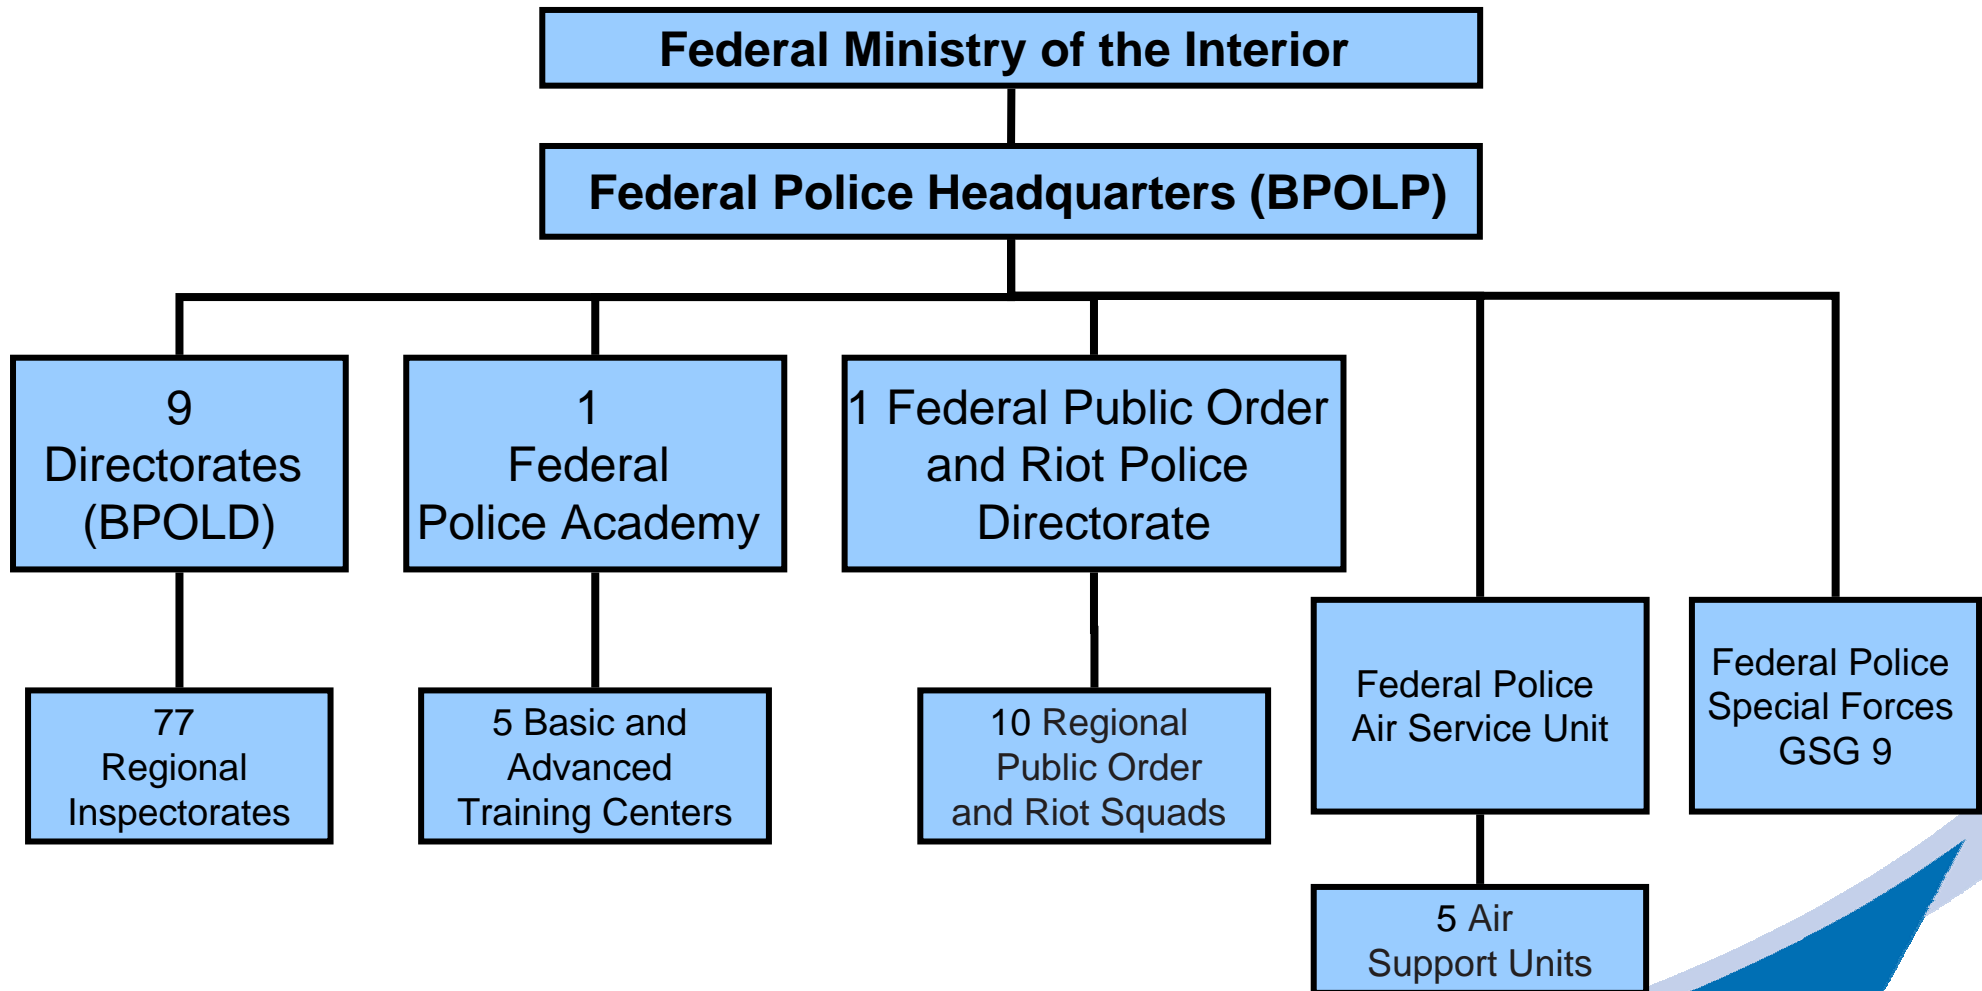 Federal Ministry of the Interior
Federal Police Headquarters (BPOLP)
9
Directorates
(BPOLD)
1
Federal
Police Academy
1 Federal Public Order
and Riot Police
Directorate
Federal Police
Air Service Unit
Federal Police
Special Forces
GSG 9
77
Regional
Inspectorates
5 Basic and
Advanced
Training Centers
10 Regional
Public Order
and Riot Squads
5 Air
Support Units